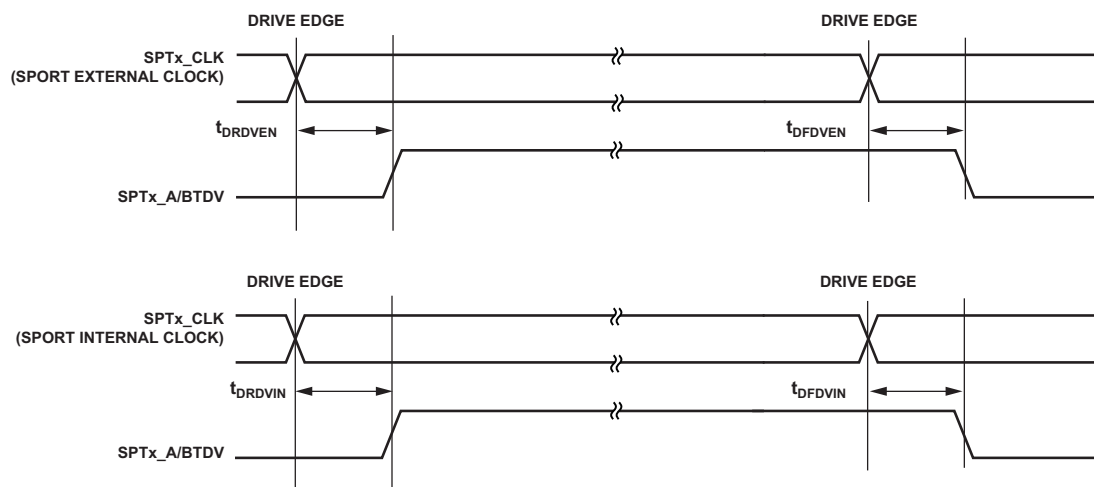 DRIVE EDGE DRIVE EDGE
SPTx_CLK
(SPORT EXTERNAL CLOCK)
tDRDVEN tDFDVEN
SPTx_A/BTDV
DRIVE EDGE DRIVE EDGE
SPTx_CLK
(SPORT INTERNAL CLOCK)
tDRDVIN tDFDVIN
SPTx_A/BTDV